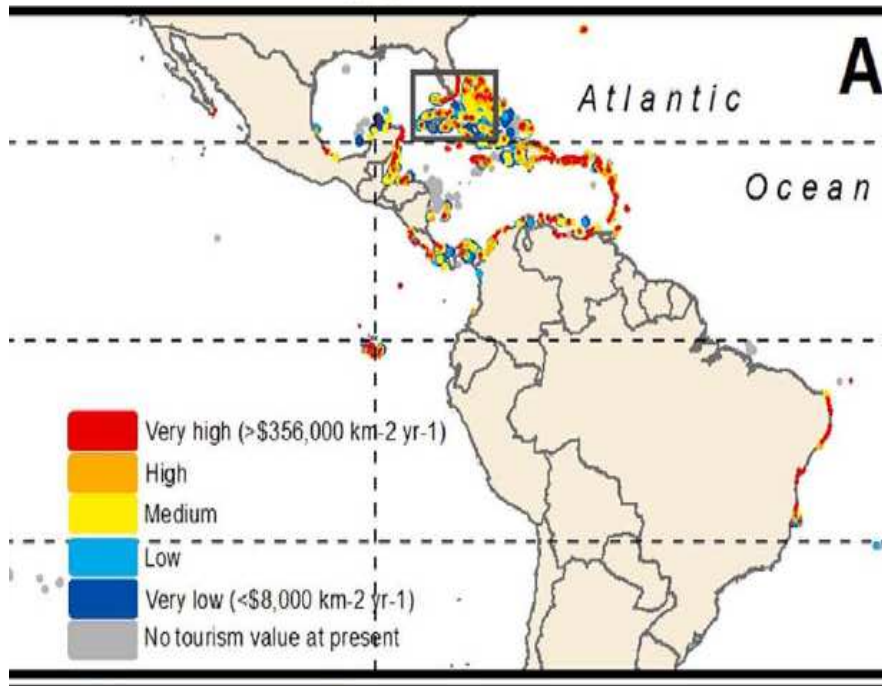 A
Atlantic
Ocean
Very high (>$356,000 km-2 yr-1)
High
Medium
Low
Very low (<$8,000 km-2 yr-1)
No tourism value at present